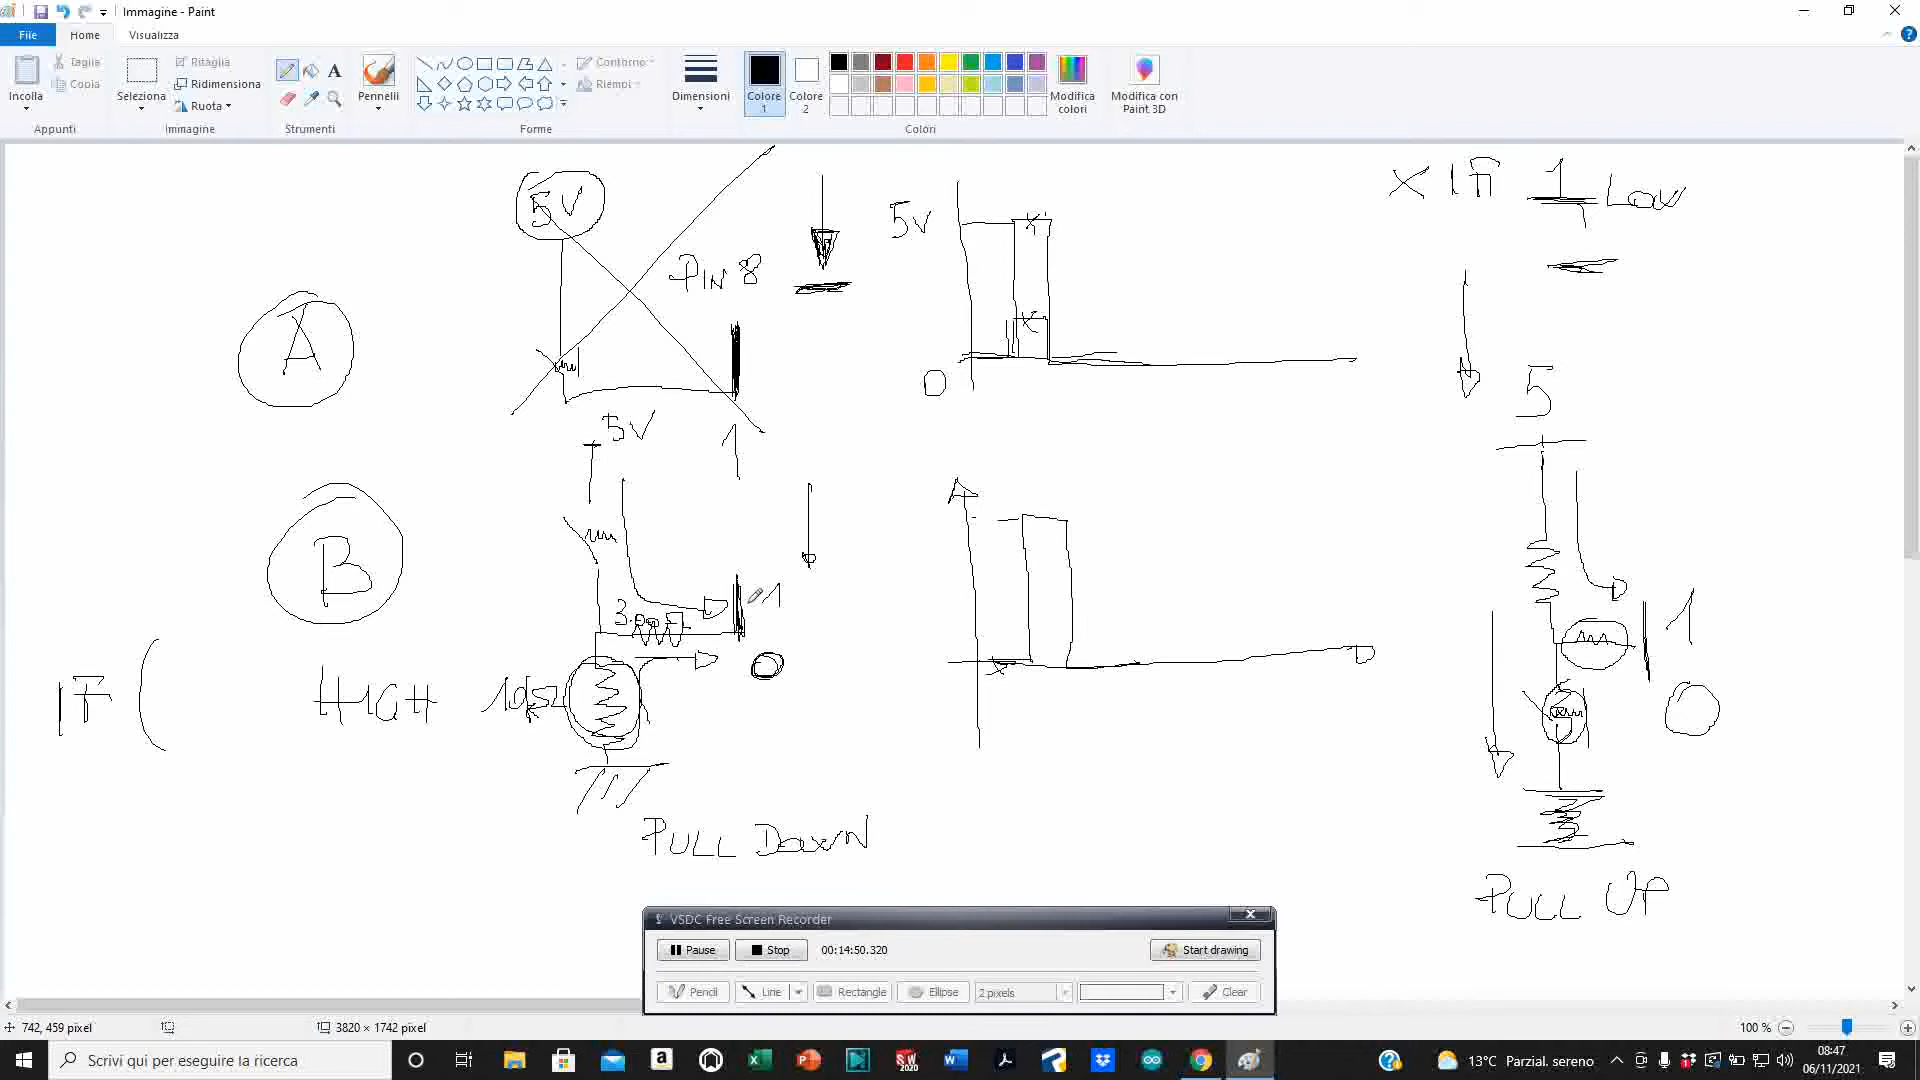 Immagine - Paint
File
Home
Visualizza
Incolla
Taglia
Copia
Appunti
Seleziona
Ritaglia
Ridimensiona
Ruota
Immagine
A
Strumenti
Pennelli
Forme
Contorno
Riempi
Dimensioni
Colore 1
Colore 2
Colori
Modifica colori
Modifica con Paint 3D
5V
PIN 8
A
5V
0
1
LOW
5V
1
5
B
1
1
IF (
HIGH
PULL DOWN
PULL UP
VSDC Free Screen Recorder
Pause
Stop
00:14:50.320
Start drawing
Pencil
Line
Rectangle
Ellipse
2 pixels
Clear
742, 459 pixel
3820 × 1742 pixel
100 %
Scrivi qui per eseguire la ricerca
a
SW 2020
13°C Parzial. sereno
08:47
06/11/2021